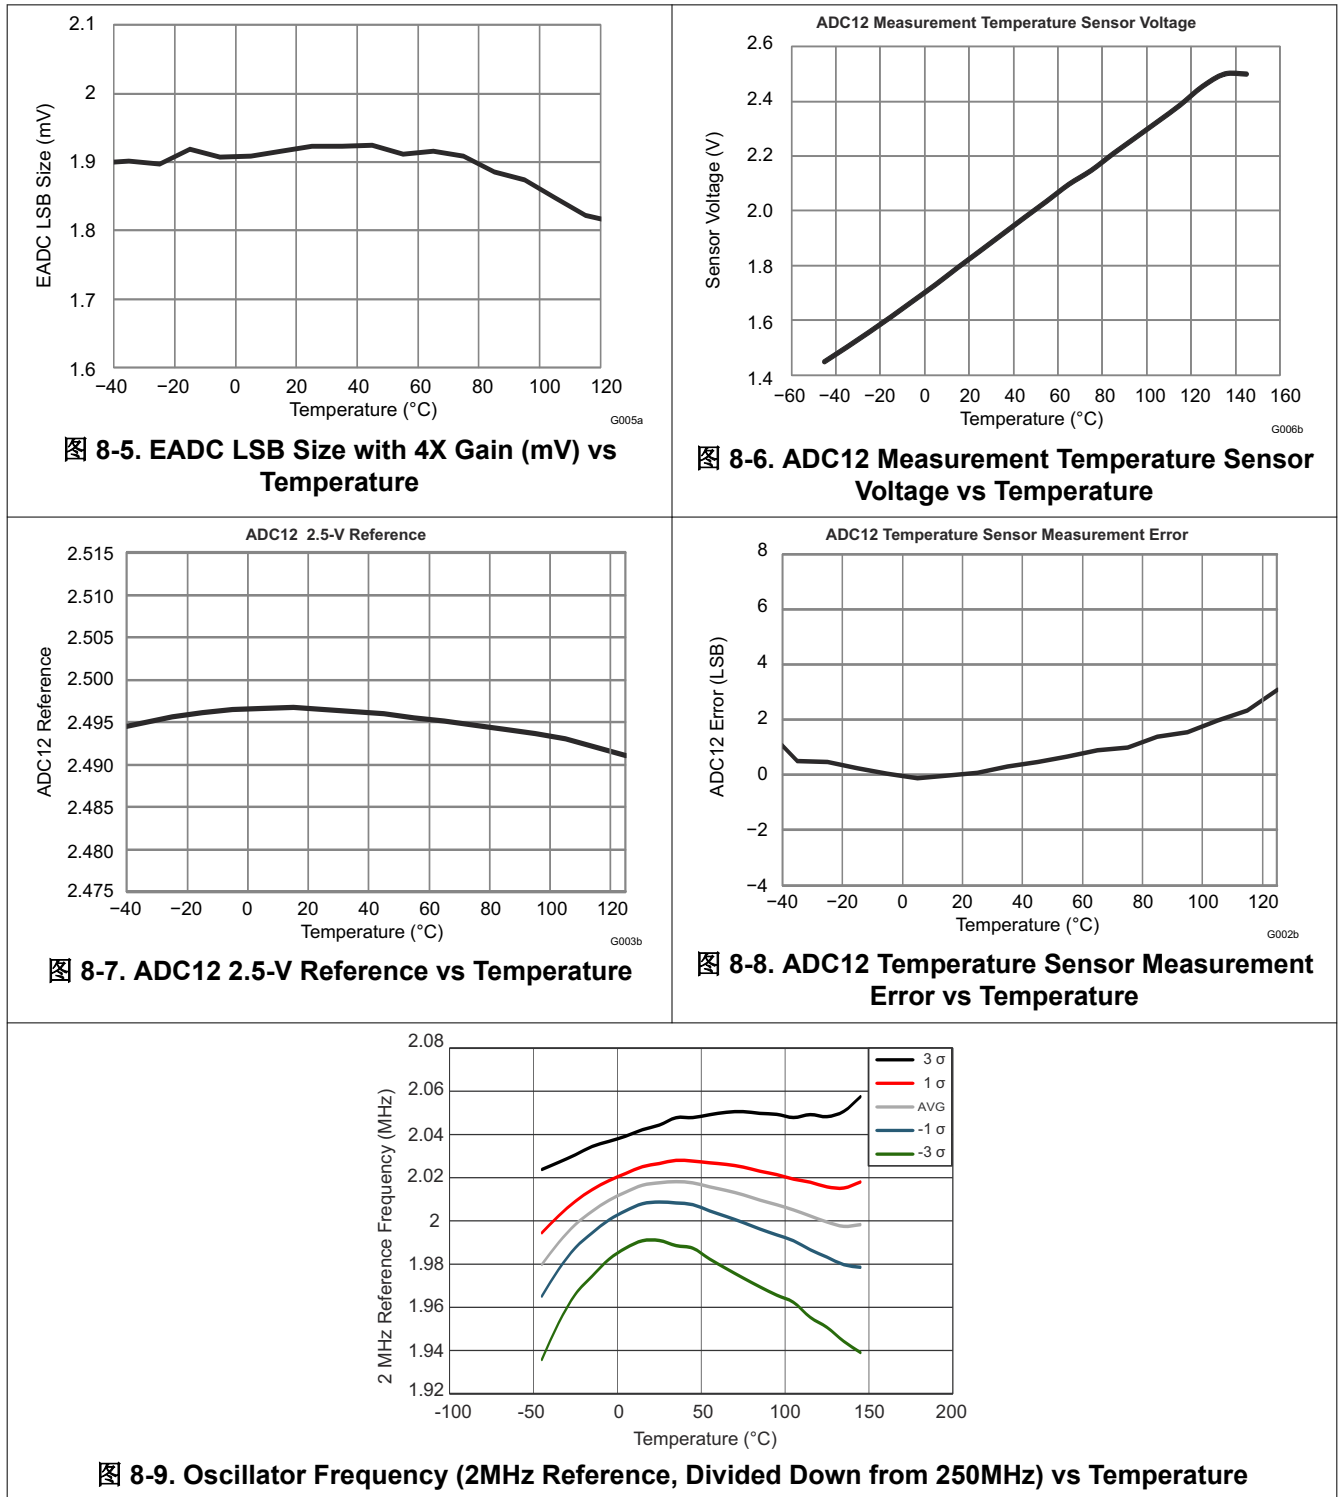 2.1
2
1.9
1.8
1.7
1.6
EADC LSB Size (mV)
−40 −20 0 20 40 60 80 100 120
Temperature (°C)
G005a
图 8-5. EADC LSB Size with 4X Gain (mV) vs
Temperature
ADC12 Measurement Temperature Sensor Voltage
2.6
2.4
2.2
2.0
1.8
1.6
1.4
Sensor Voltage (V)
−60 −40 −20 0 20 40 60 80 100 120 140 160
Temperature (°C)
G006b
图 8-6. ADC12 Measurement Temperature Sensor
Voltage vs Temperature
ADC12 2.5-V Reference
2.515
2.510
2.505
2.500
2.495
2.490
2.485
2.480
2.475
ADC12 Reference
−40 −20 0 20 40 60 80 100 120
Temperature (°C)
G003b
图 8-7. ADC12 2.5-V Reference vs Temperature
ADC12 Temperature Sensor Measurement Error
8
6
4
2
0
−2
−4
ADC12 Error (LSB)
−40 −20 0 20 40 60 80 100 120
Temperature (°C)
G002b
图 8-8. ADC12 Temperature Sensor Measurement
Error vs Temperature
2.08
2.06
2.04
2.02
2
1.98
1.96
1.94
1.92
2 MHz Reference Frequency (MHz)
3 σ
1 σ
AVG
-1 σ
-3 σ
-100 -50 0 50 100 150 200
Temperature (°C)
图 8-9. Oscillator Frequency (2MHz Reference, Divided Down from 250MHz) vs Temperature